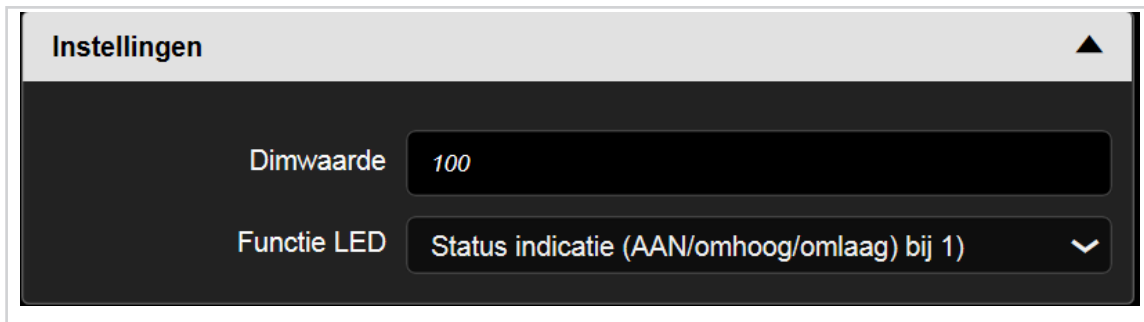 Instellingen
Dimwaarde 100
Functie LED Status indicatie (AAN/omhoog/omlaag) bij 1)